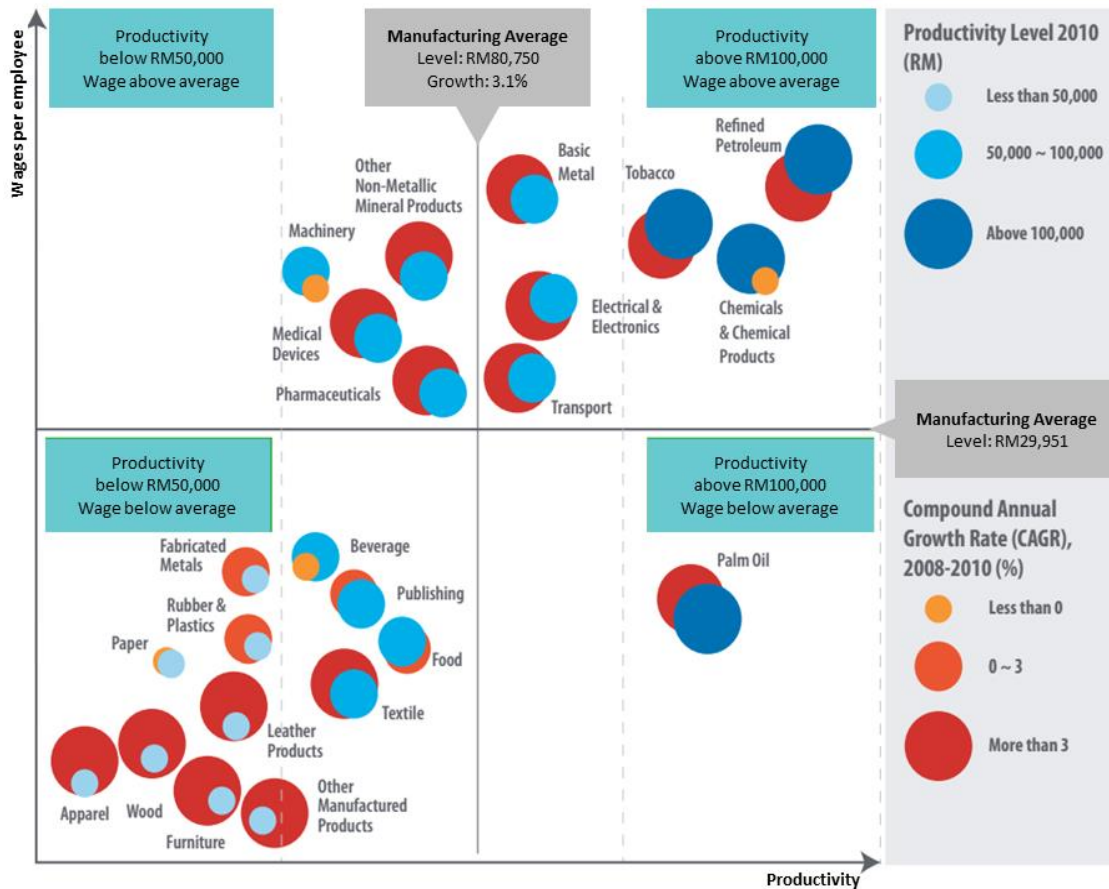 Wages per employee
Productivity
below RM50,000
Wage above average
Manufacturing Average
Level: RM80,750
Growth: 3.1%
Productivity
above RM100,000
Wage above average
Productivity Level 2010
(RM)
Less than 50,000
50,000 ~ 100,000
Above 100,000
Refined
Petroleum
Basic
Metal
Tobacco
Other
Non-Metallic
Mineral Products
Machinery
Chemicals
& Chemical
Products
Electrical &
Electronics
Medical
Devices
Pharmaceuticals
Transport
Manufacturing Average
Level: RM29,951
Productivity
below RM50,000
Wage below average
Productivity
above RM100,000
Wage below average
Compound Annual
Growth Rate (CAGR),
2008-2010 (%)
Less than 0
0 ~ 3
More than 3
Fabricated
Metals
Beverage
Palm Oil
Publishing
Rubber &
Plastics
Paper
Food
Textile
Leather
Products
Apparel
Wood
Furniture
Other
Manufactured
Products
Productivity